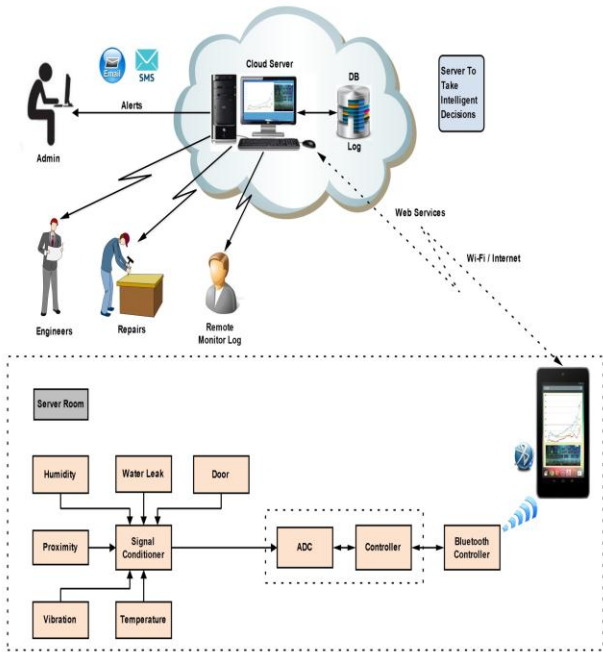 Email
SMS
Cloud Server
DB
Log
Server To
Take
Intelligent
Decisions
Alerts
Admin
Web Services
Wi-Fi / Internet
Engineers
Repairs
Remote
Monitor Log
Server Room
Humidity
Water Leak
Door
Proximity
Signal
Conditioner
ADC
Controller
Bluetooth
Controller
Vibration
Temperature